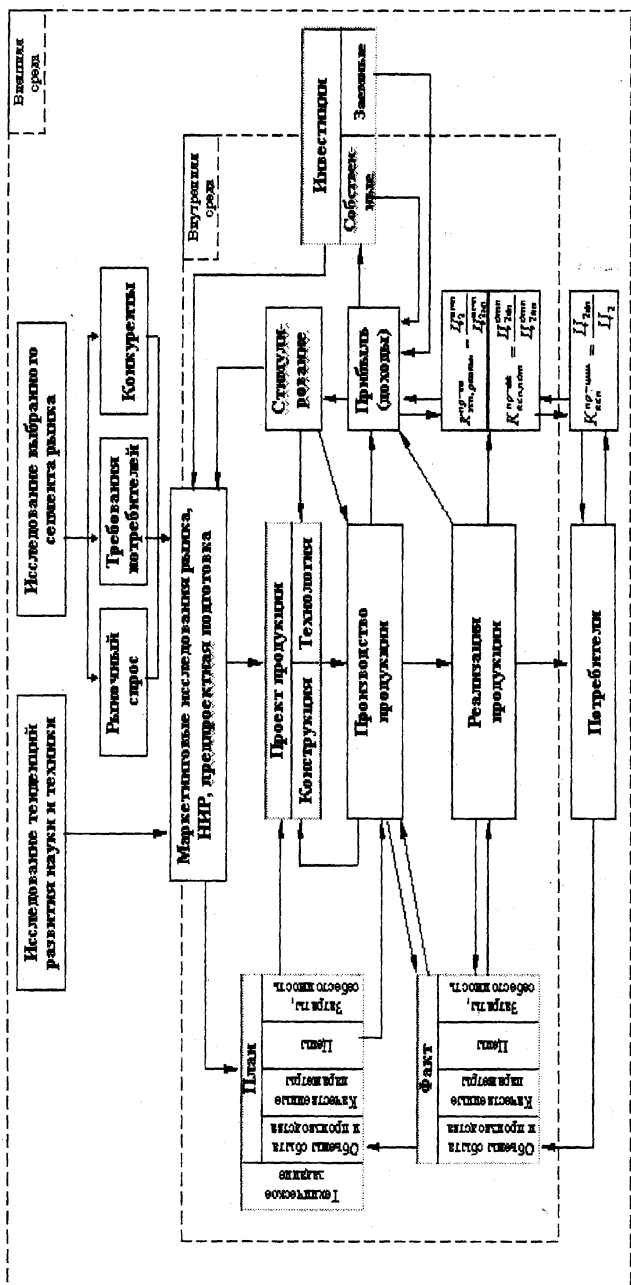 Внешняя
среда
Исследование тенденций
развития науки и техники
Исследование выбранного
сегмента рынка
Рыночный
спрос
Требования
потребителей
Конкуренты
Внутренняя
среда
Маркетинговые исследования рынка,
НИР, предпроектная подготовка
Инвестиции
Собствен-
ные
Заемные
План
Техническое
задание
Объемы сбыта
и производства
Качественные
параметры
Цены
Затраты,
себестоимость
Проект продукции
Конструкция
Технология
Стимули-
рование
Производство
продукции
Прибыль
(доходы)
Факт
Объемы сбыта
и производства
Качественные
параметры
Цены
Затраты,
себестоимость
Реализация
продукции
Потребители